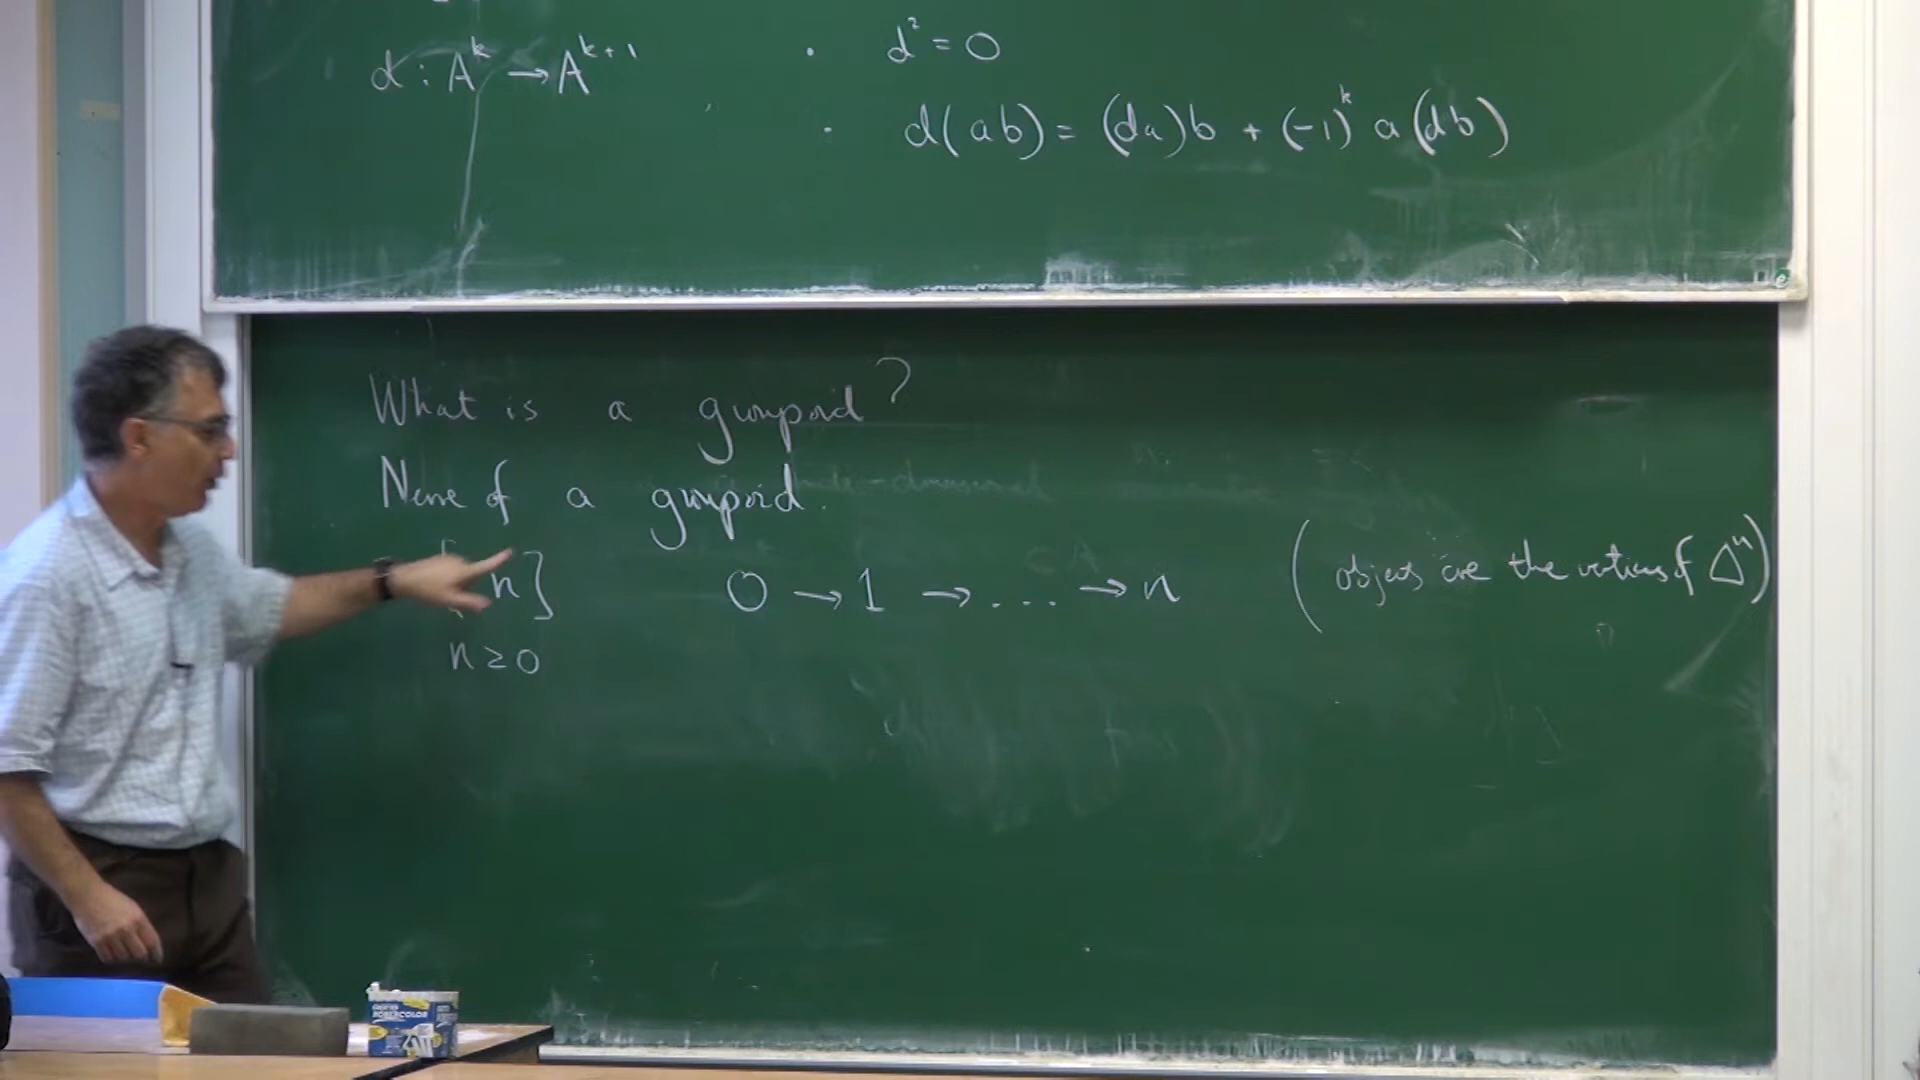 d : A^k → A^{k+1}
· d² = 0
· d(ab) = (da)b + (-1)^k a(db)
What is a groupoid?
Nerve of a groupoid.
[n] 0 → 1 → ... → n (objects are the vertices of Δ^n)
n ≥ 0
ROBERCOLOR